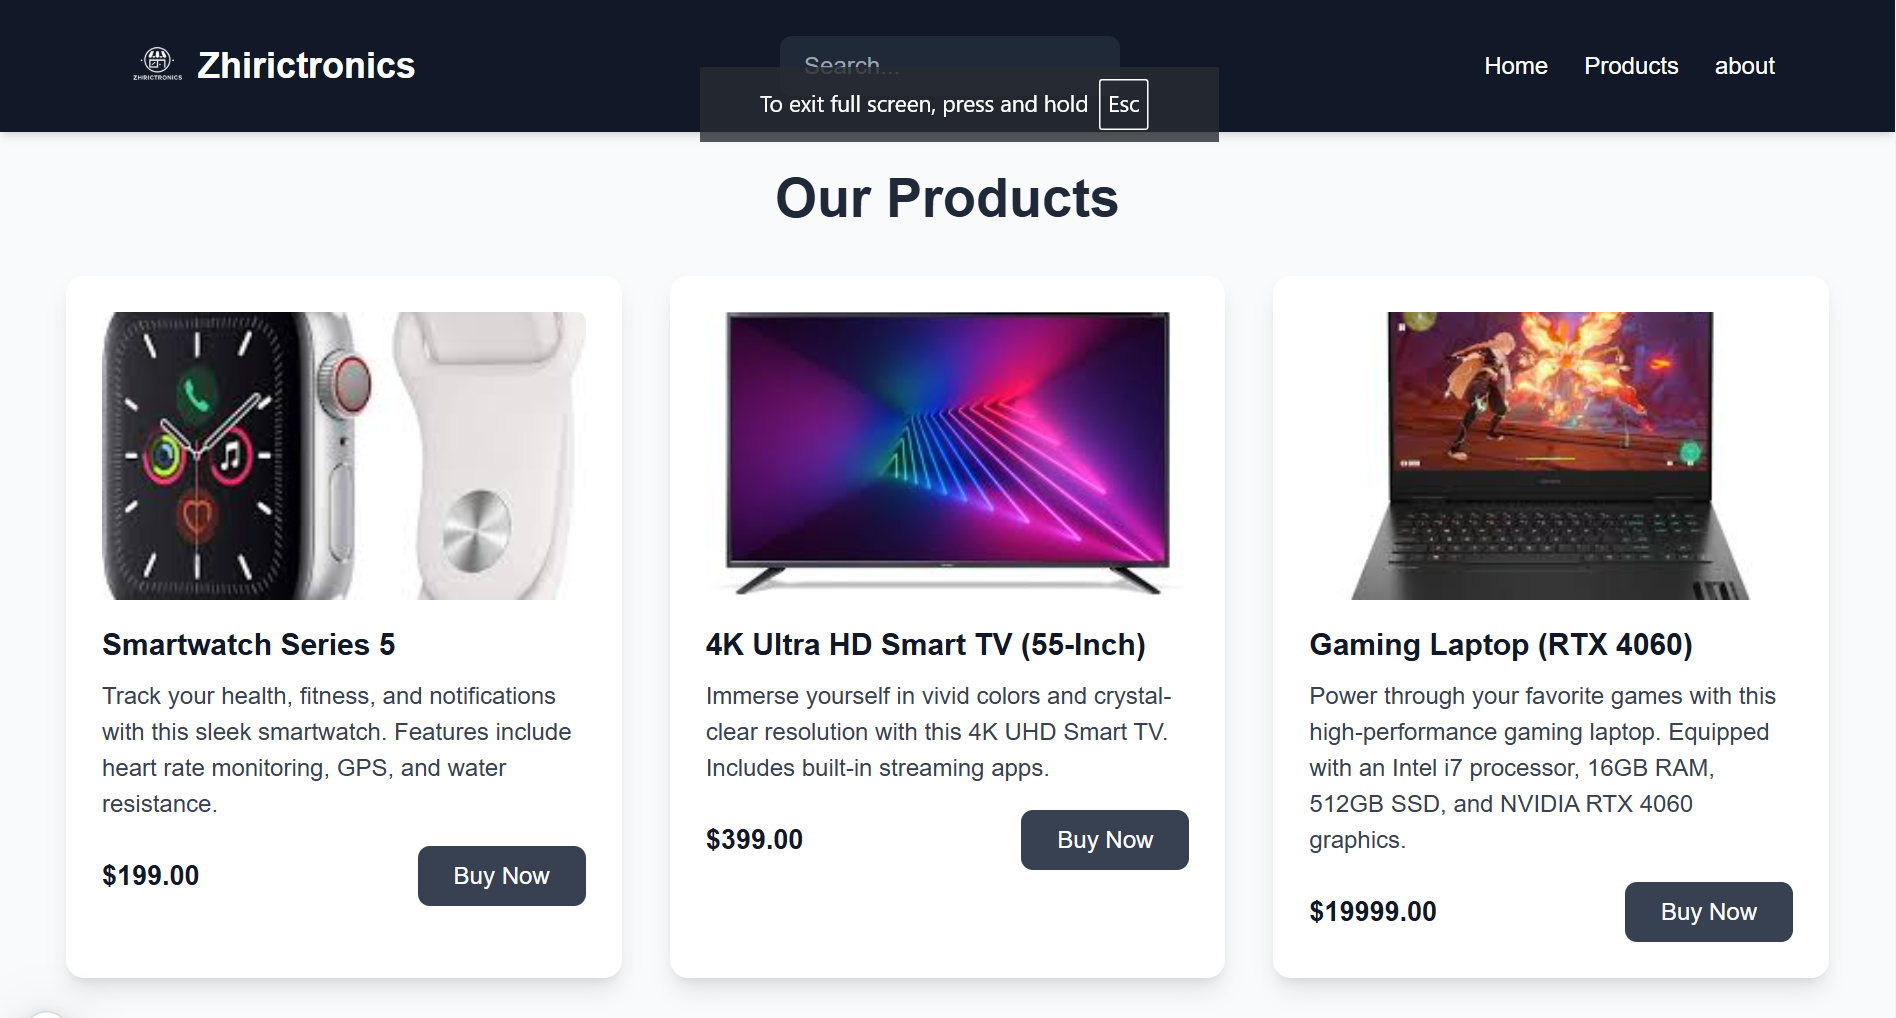 ZHIRICTRONICS
Zhirictronics
Search...
Home
Products
about
To exit full screen, press and hold Esc
Our Products
Smartwatch Series 5
Track your health, fitness, and notifications
with this sleek smartwatch. Features include
heart rate monitoring, GPS, and water
resistance.
$199.00
Buy Now
4K Ultra HD Smart TV (55-Inch)
Immerse yourself in vivid colors and crystal-
clear resolution with this 4K UHD Smart TV.
Includes built-in streaming apps.
$399.00
Buy Now
Gaming Laptop (RTX 4060)
Power through your favorite games with this
high-performance gaming laptop. Equipped
with an Intel i7 processor, 16GB RAM,
512GB SSD, and NVIDIA RTX 4060
graphics.
$19999.00
Buy Now